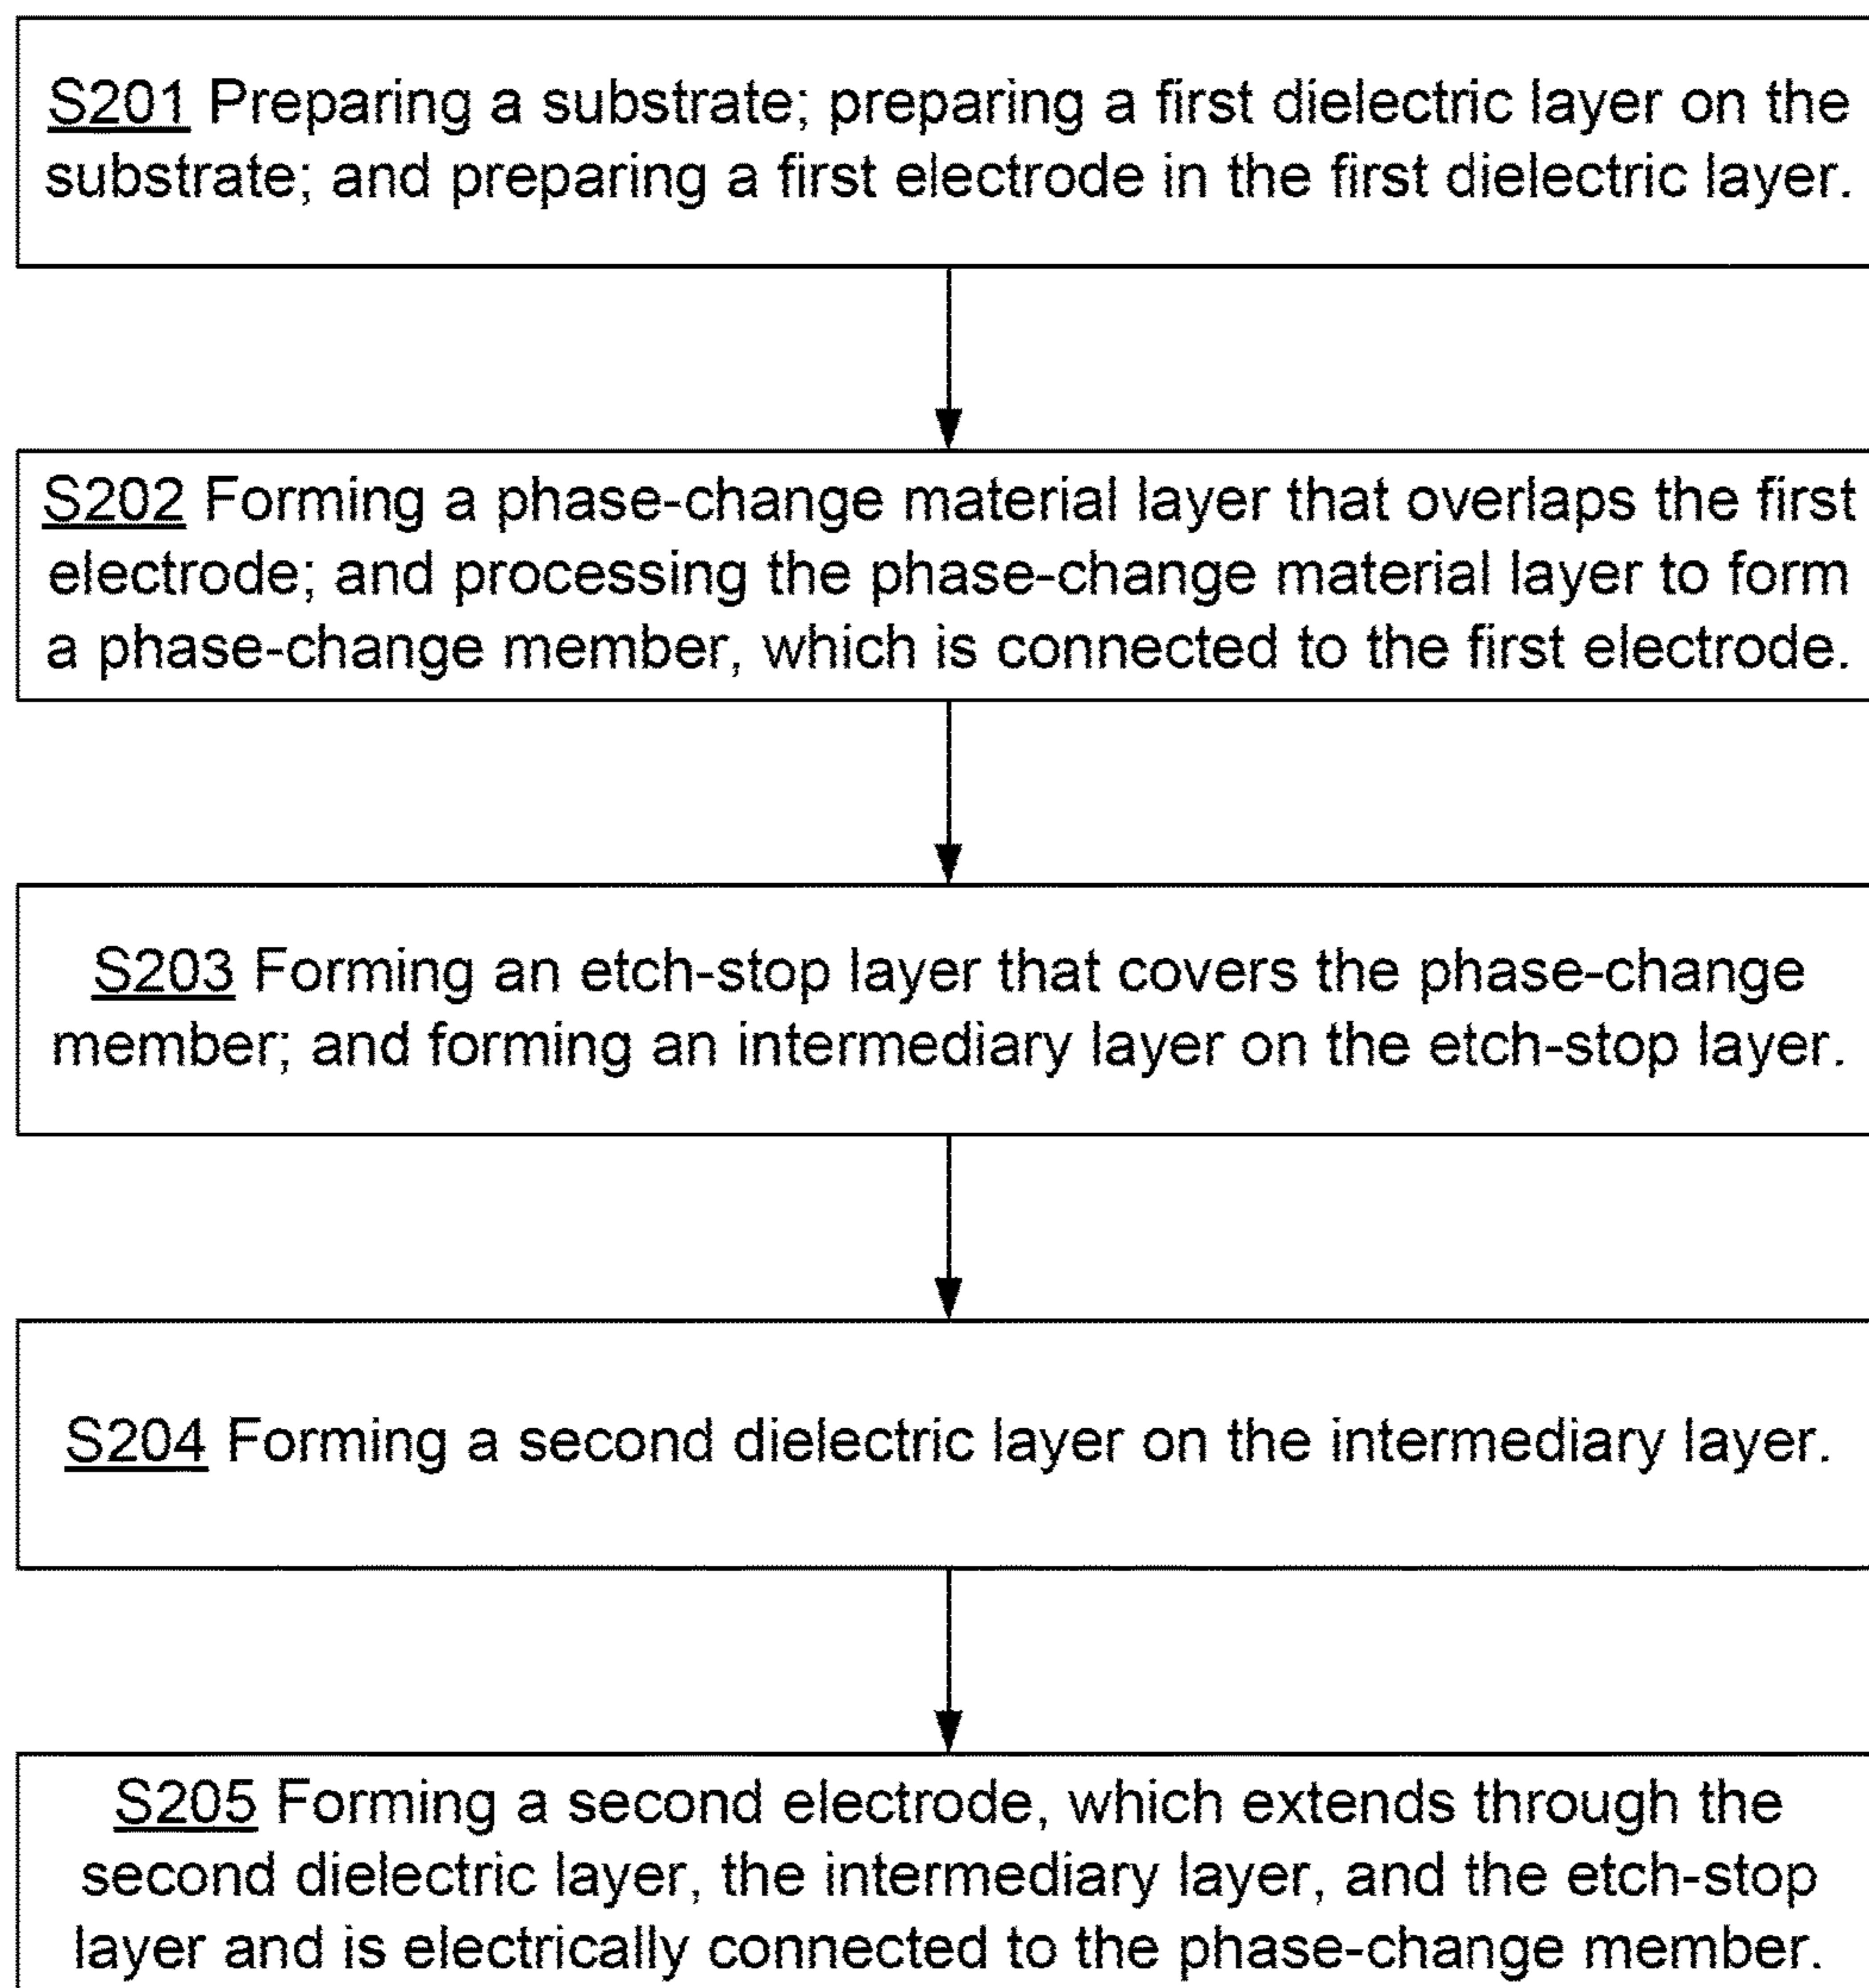 S201 Preparing a substrate; preparing a first dielectric layer on the
substrate; and preparing a first electrode in the first dielectric layer.
S202 Forming a phase-change material layer that overlaps the first
electrode; and processing the phase-change material layer to form
a phase-change member, which is connected to the first electrode.
S203 Forming an etch-stop layer that covers the phase-change
member; and forming an intermediary layer on the etch-stop layer.
S204 Forming a second dielectric layer on the intermediary layer.
S205 Forming a second electrode, which extends through the
second dielectric layer, the intermediary layer, and the etch-stop
layer and is electrically connected to the phase-change member.